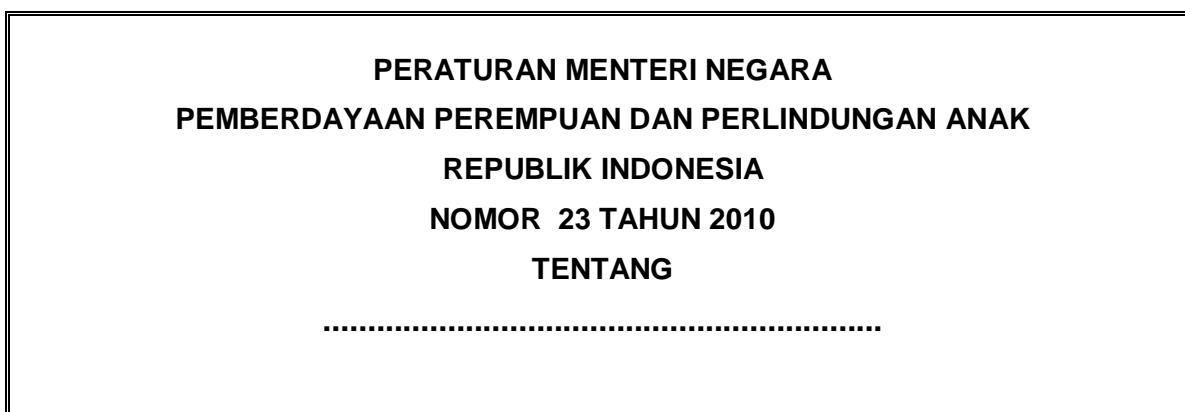 PERATURAN MENTERI NEGARA
PEMBERDAYAAN PEREMPUAN DAN PERLINDUNGAN ANAK
REPUBLIK INDONESIA
NOMOR 23 TAHUN 2010
TENTANG
..............................................................